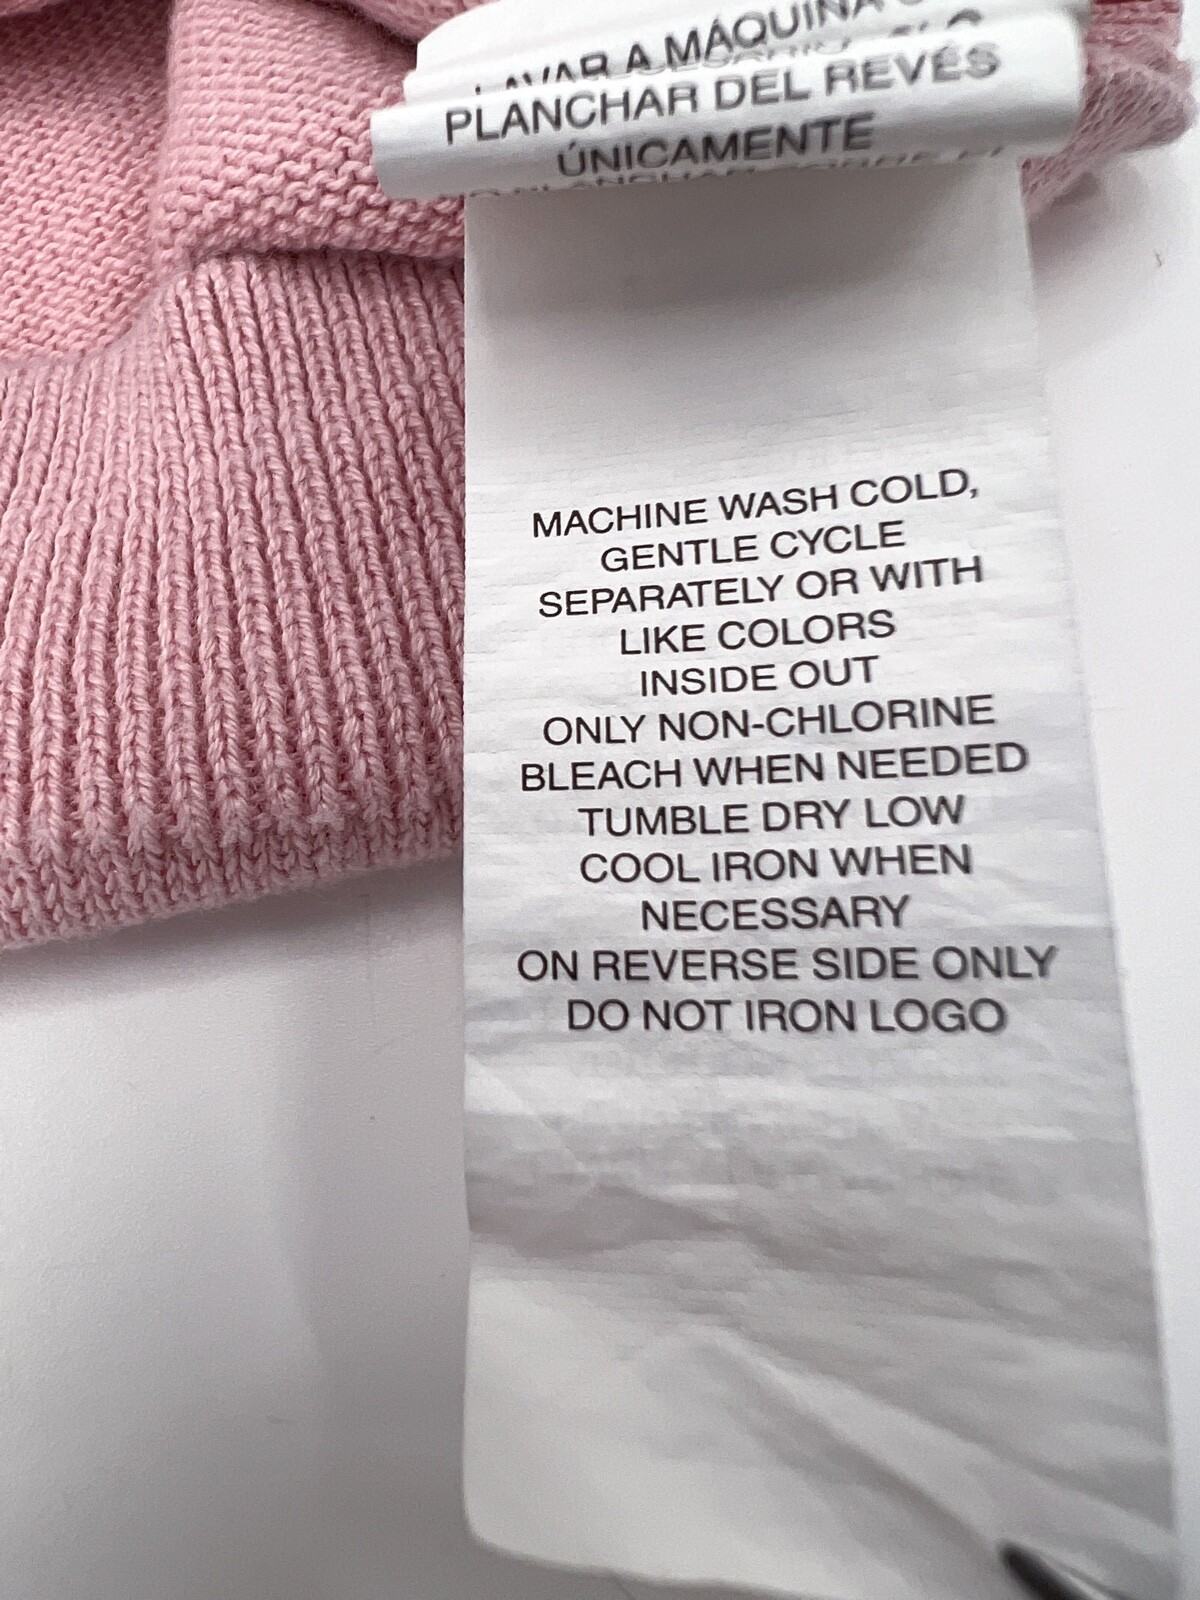 LAVAR A MÁQUINA
PLANCHAR DEL REVÉS
ÚNICAMENTE
MACHINE WASH COLD,
GENTLE CYCLE
SEPARATELY OR WITH
LIKE COLORS
INSIDE OUT
ONLY NON-CHLORINE
BLEACH WHEN NEEDED
TUMBLE DRY LOW
COOL IRON WHEN
NECESSARY
ON REVERSE SIDE ONLY
DO NOT IRON LOGO